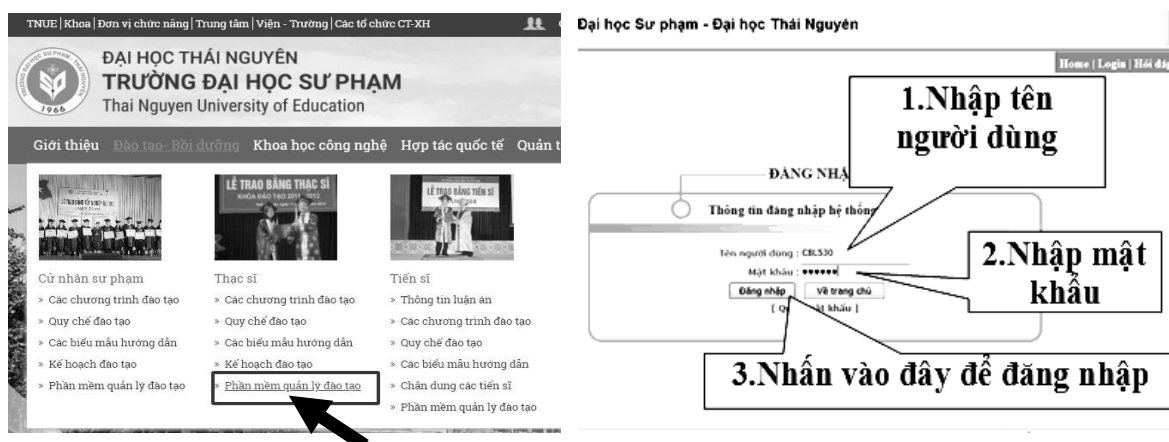 TNUE | Khoa | Đơn vị chức năng | Trung tâm | Viện - Trường | Các tổ chức CT-XH
ĐẠI HỌC THÁI NGUYÊN
TRƯỜNG ĐẠI HỌC SƯ PHẠM
Thai Nguyen University of Education
1966
Giới thiệu Đào tạo- Bồi dưỡng Khoa học công nghệ Hợp tác quốc tế Quản t
LỄ TRAO BẰNG THẠC SĨ
LỄ TRAO BẰNG TIẾN SĨ
Cử nhân sư phạm
» Các chương trình đào tạo
» Quy chế đào tạo
» Các biểu mẫu hướng dẫn
» Kế hoạch đào tạo
» Phần mềm quản lý đào tạo
Thạc sĩ
» Các chương trình đào tạo
» Quy chế đào tạo
» Các biểu mẫu hướng dẫn
» Kế hoạch đào tạo
» Phần mềm quản lý đào tạo
Tiến sĩ
» Thông tin luận án
» Các chương trình đào tạo
» Quy chế đào tạo
» Các biểu mẫu hướng dẫn
» Chân dung các tiến sĩ
» Phần mềm quản lý đào tạo
Đại học Sư phạm - Đại học Thái Nguyên
Home | Login | Hỏi đáp
1.Nhập tên
người dùng
ĐĂNG NHẬ
Thông tin đăng nhập hệ thống
Tên người dùng : CBL530
Mật khẩu : ••••••
Đăng nhập Về trang chủ
[ Qu t khẩu ]
2.Nhập mật
khẩu
3.Nhấn vào đây để đăng nhập